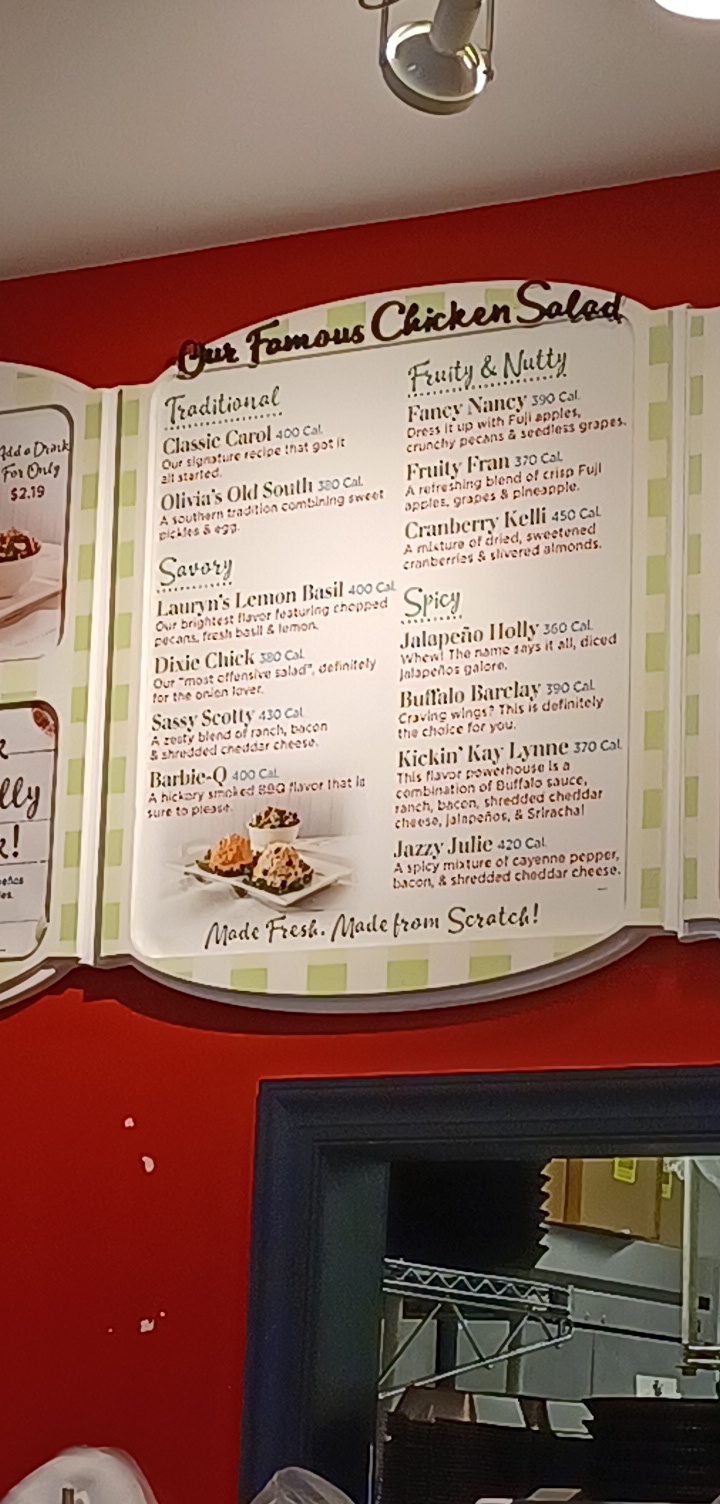 Add a Drink
For Only
$2.19
lly
Our Famous Chicken Salad
Traditional
Classic Carol 400 Cal.
Our signature recipe that got it
all started.
Olivia's Old South 380 Cal.
A southern tradition combining sweet
pickles & egg.
Savory
Lauryn's Lemon Basil 400 Cal.
Our brightest flavor featuring chopped
pecans, fresh basil & lemon.
Dixie Chick 380 Cal.
Our "most offensive salad", definitely
for the onion lover.
Sassy Scotty 430 Cal.
A zesty blend of ranch, bacon
& shredded cheddar cheese.
Barbie-Q 400 Cal.
A hickory smoked BBQ flavor that is
sure to please.
Fruity & Nutty
Fancy Nancy 390 Cal.
Dress it up with Fuji apples,
crunchy pecans & seedless grapes.
Fruity Fran 370 Cal.
A refreshing blend of crisp Fuji
apples, grapes & pineapple.
Cranberry Kelli 450 Cal.
A mixture of dried, sweetened
cranberries & slivered almonds.
Spicy
Jalapeño Holly 360 Cal.
Whew! The name says it all, diced
Jalapeños galore.
Buffalo Barclay 390 Cal.
Craving wings? This is definitely
the choice for you.
Kickin' Kay Lynne 370 Cal.
This flavor powerhouse is a
combination of Buffalo sauce,
ranch, bacon, shredded cheddar
cheese, Jalapeños, & Sriracha!
Jazzy Julie 420 Cal.
A spicy mixture of cayenne pepper,
bacon, & shredded cheddar cheese.
Made Fresh. Made from Scratch!